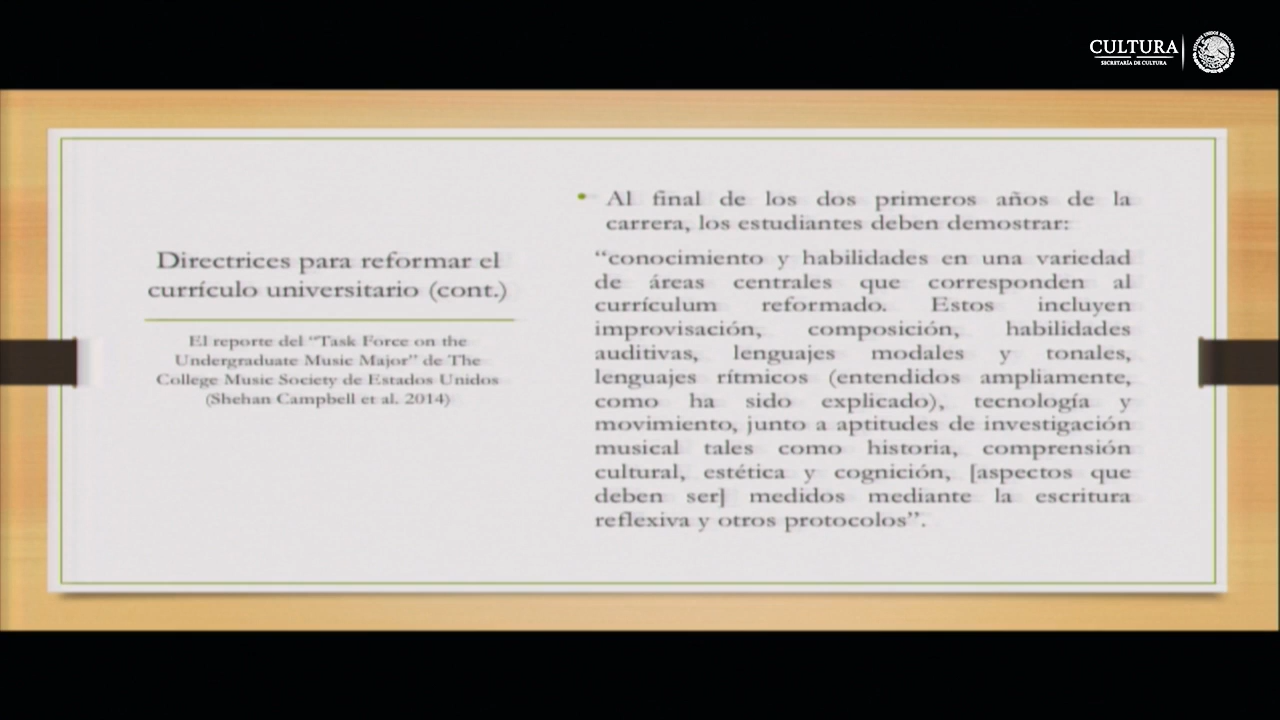 CULTURA
SECRETARÍA DE CULTURA
Directrices para reformar el
currículo universitario (cont.)
El reporte del “Task Force on the
Undergraduate Music Major” de The
College Music Society de Estados Unidos
(Shehan Campbell et al. 2014)
• Al final de los dos primeros años de la
carrera, los estudiantes deben demostrar:
“conocimiento y habilidades en una variedad
de áreas centrales que corresponden al
currículum reformado. Estos incluyen
improvisación, composición, habilidades
auditivas, lenguajes modales y tonales,
lenguajes rítmicos (entendidos ampliamente,
como ha sido explicado), tecnología y
movimiento, junto a aptitudes de investigación
musical tales como historia, comprensión
cultural, estética y cognición, [aspectos que
deben ser] medidos mediante la escritura
reflexiva y otros protocolos”.